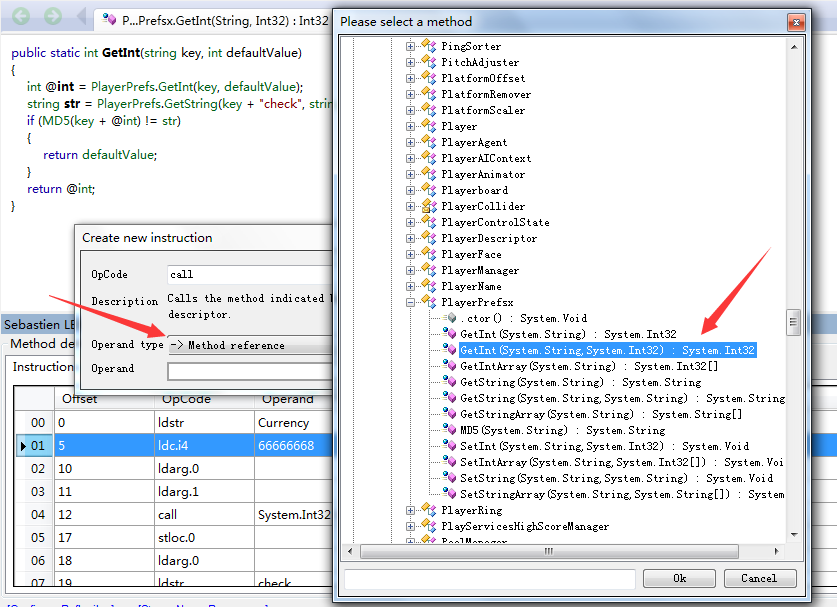 P...Prefsx.GetInt(String, Int32) : Int32
public static int GetInt(string key, int defaultValue)
{
int @int = PlayerPrefs.GetInt(key, defaultValue);
string str = PlayerPrefs.GetString(key + "check", strin
if (MD5(key + @int) != str)
{
return defaultValue;
}
return @int;
}
Create new instruction
OpCode call
Description Calls the method indicated
descriptor.
Operand type -> Method reference
Operand
Sebastien LE
Method de
Instruction
Offset OpCode Operand
00 0 ldstr Currency
01 5 ldc.i4 66666668
02 10 ldarg.0
03 11 ldarg.1
04 12 call System.Int32
05 17 stloc.0
06 18 ldarg.0
07 19 ldstr check
Please select a method
PingSorter
PitchAdjuster
PlatformOffset
PlatformRemover
PlatformScaler
Player
PlayerAgent
PlayerAIContext
PlayerAnimator
Playerboard
PlayerCollider
PlayerControlState
PlayerDescriptor
PlayerFace
PlayerManager
PlayerName
PlayerPrefsx
.ctor() : System.Void
GetInt(System.String) : System.Int32
GetInt(System.String,System.Int32) : System.Int32
GetIntArray(System.String) : System.Int32[]
GetString(System.String) : System.String
GetString(System.String,System.String) : System.String
GetStringArray(System.String) : System.String[]
MD5(System.String) : System.String
SetInt(System.String,System.Int32) : System.Void
SetIntArray(System.String,System.Int32[]) : System.Voi
SetString(System.String,System.String) : System.Void
SetStringArray(System.String,System.String[]) : System
PlayerRing
PlayServicesHighScoreManager
PoolManager
Ok Cancel